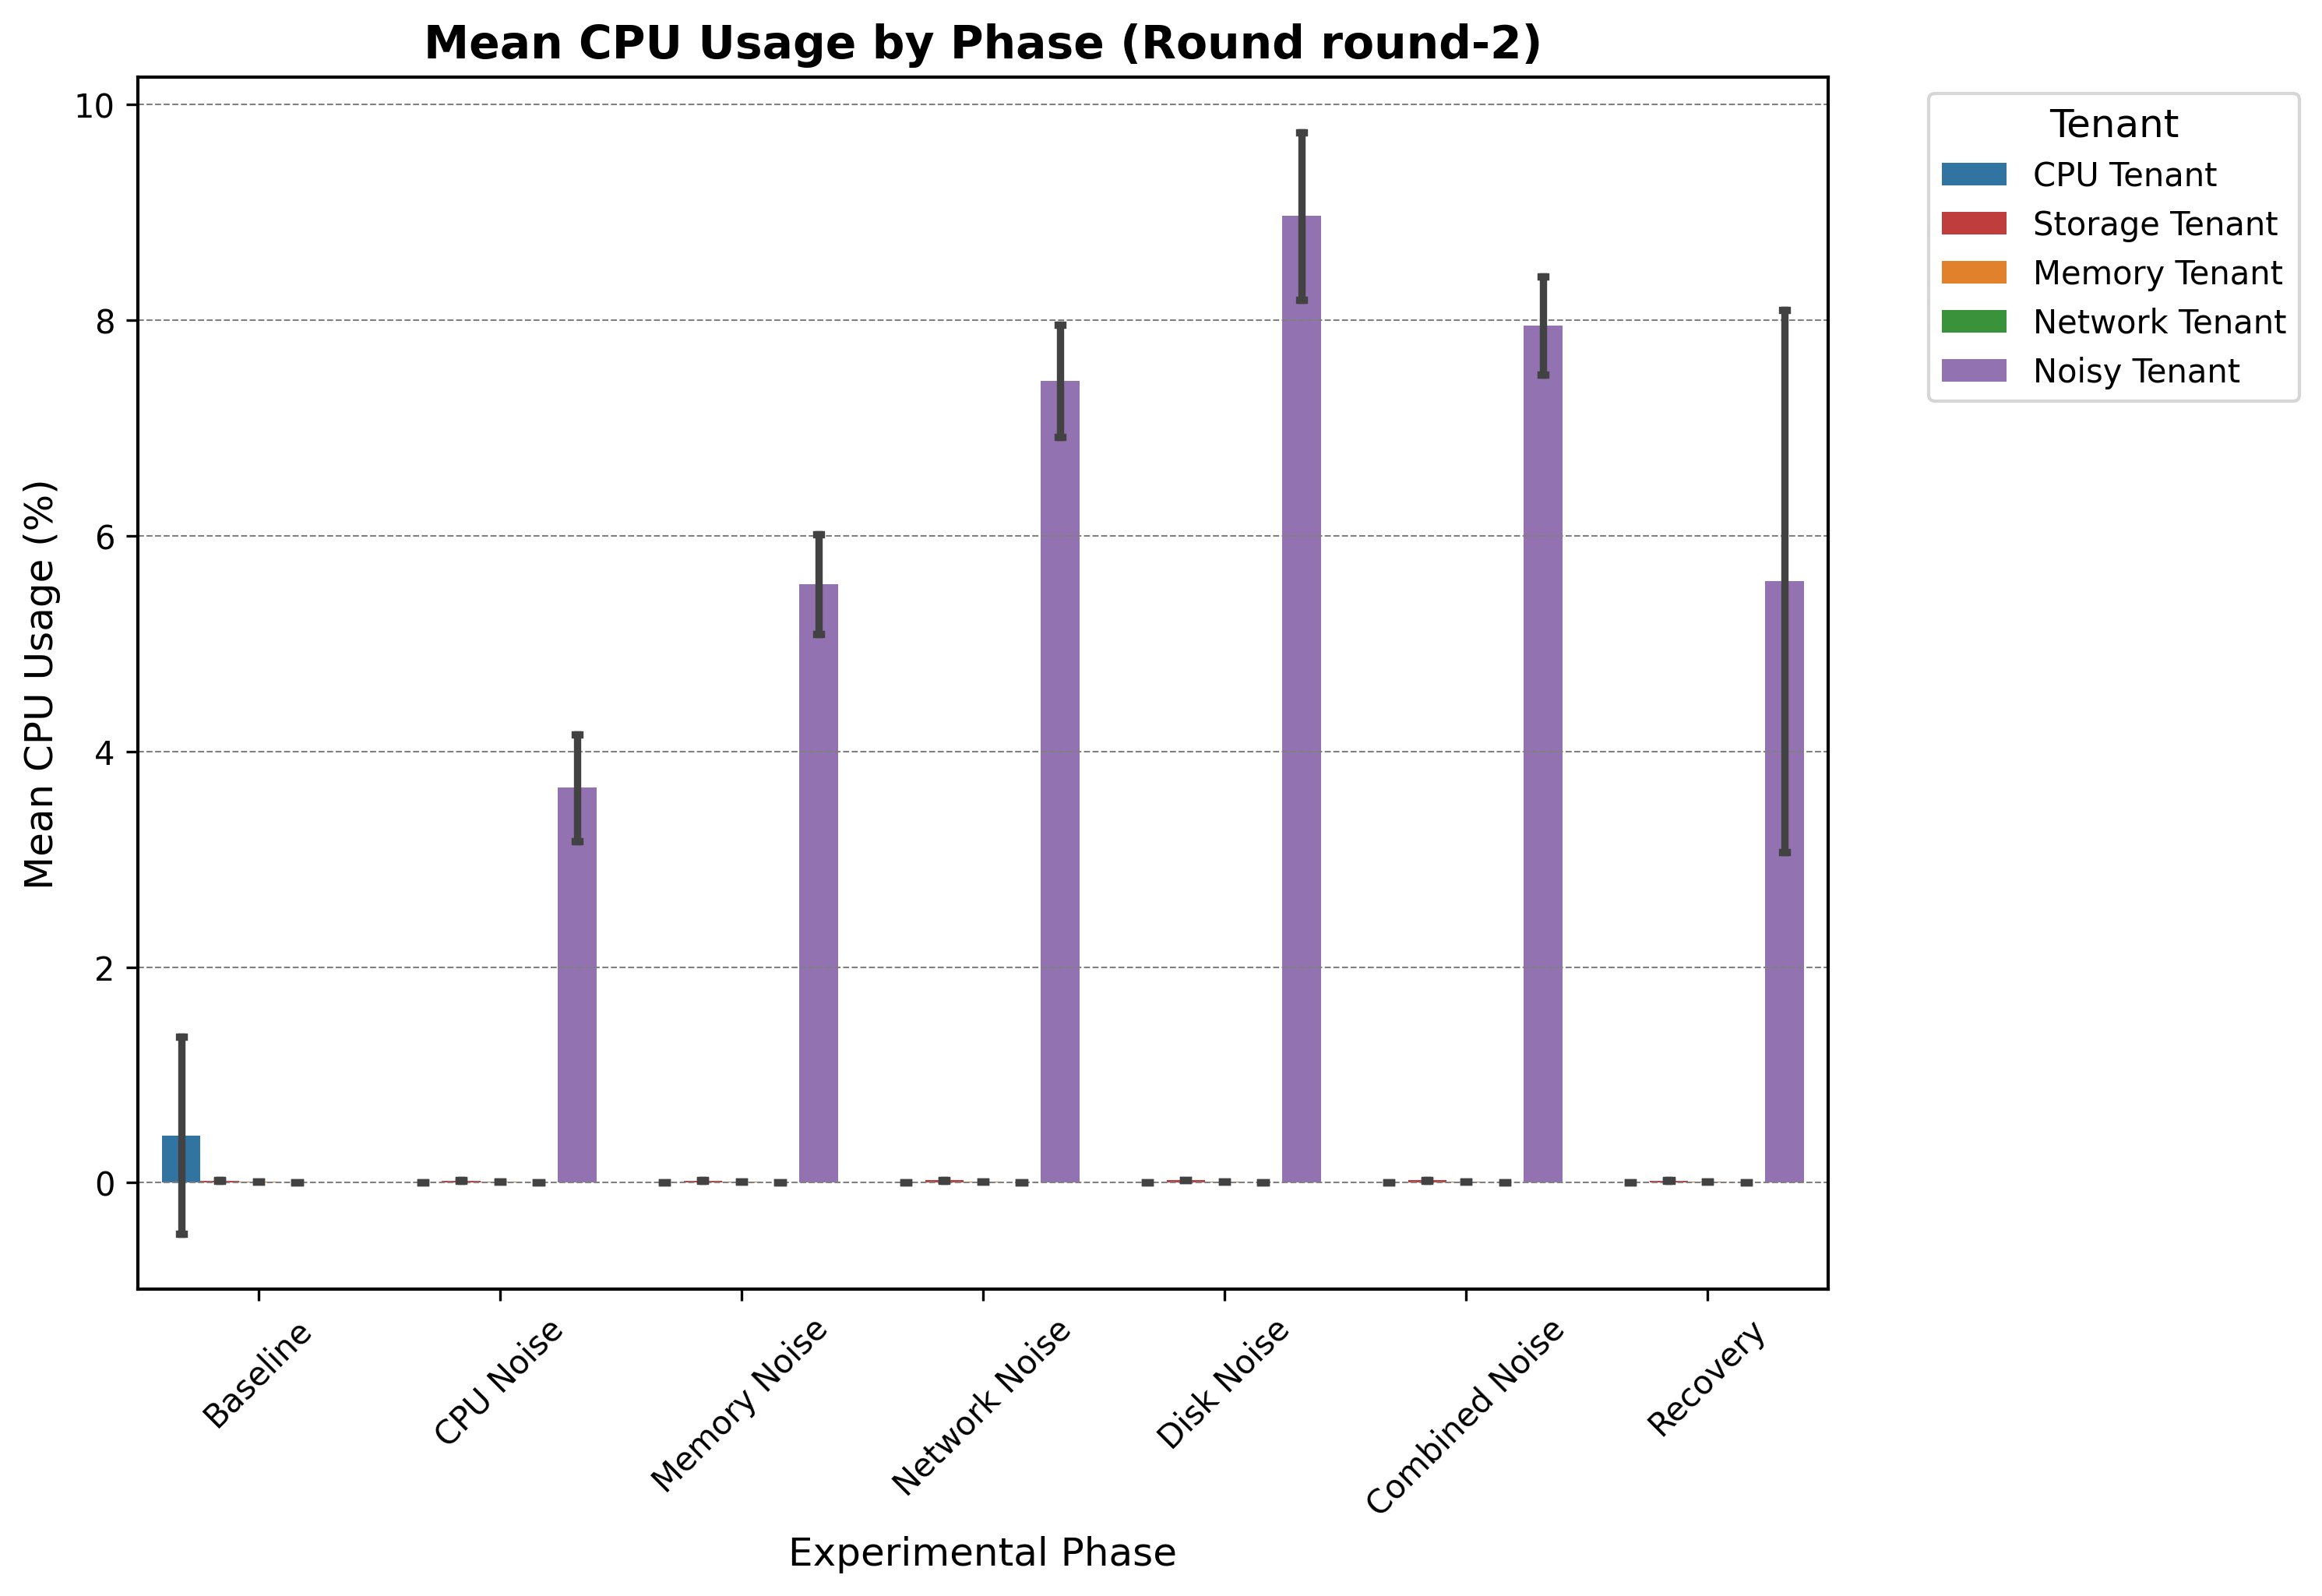 Mean CPU Usage by Phase (Round round-2)
Mean CPU Usage (%)
10
8
6
4
2
0
Baseline
CPU Noise
Memory Noise
Network Noise
Disk Noise
Combined Noise
Recovery
Experimental Phase
Tenant
CPU Tenant
Storage Tenant
Memory Tenant
Network Tenant
Noisy Tenant